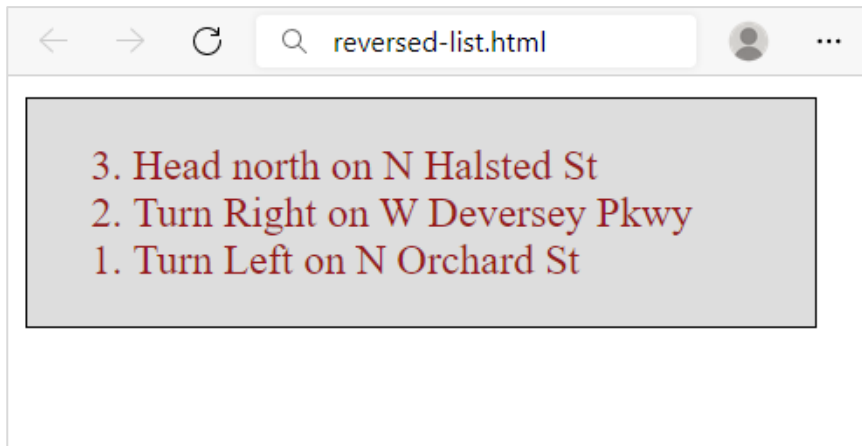 reversed-list.html
3. Head north on N Halsted St
2. Turn Right on W Deversey Pkwy
1. Turn Left on N Orchard St